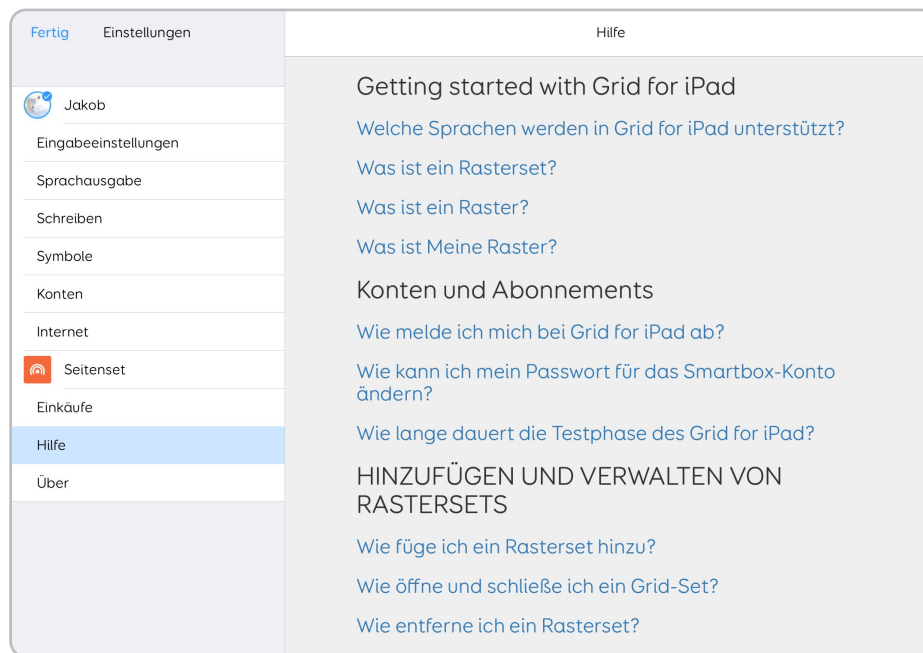 Fertig
Einstellungen
Jakob
Eingabeeinstellungen
Sprachausgabe
Schreiben
Symbole
Konten
Internet
Seitenset
Einkäufe
Hilfe
Über
Hilfe
Getting started with Grid for iPad
Welche Sprachen werden in Grid for iPad unterstützt?
Was ist ein Rasterset?
Was ist ein Raster?
Was ist Meine Raster?
Konten und Abonnements
Wie melde ich mich bei Grid for iPad ab?
Wie kann ich mein Passwort für das Smartbox-Konto
ändern?
Wie lange dauert die Testphase des Grid for iPad?
HINZUFÜGEN UND VERWALTEN VON
RASTERSETS
Wie füge ich ein Rasterset hinzu?
Wie öffne und schließe ich ein Grid-Set?
Wie entferne ich ein Rasterset?